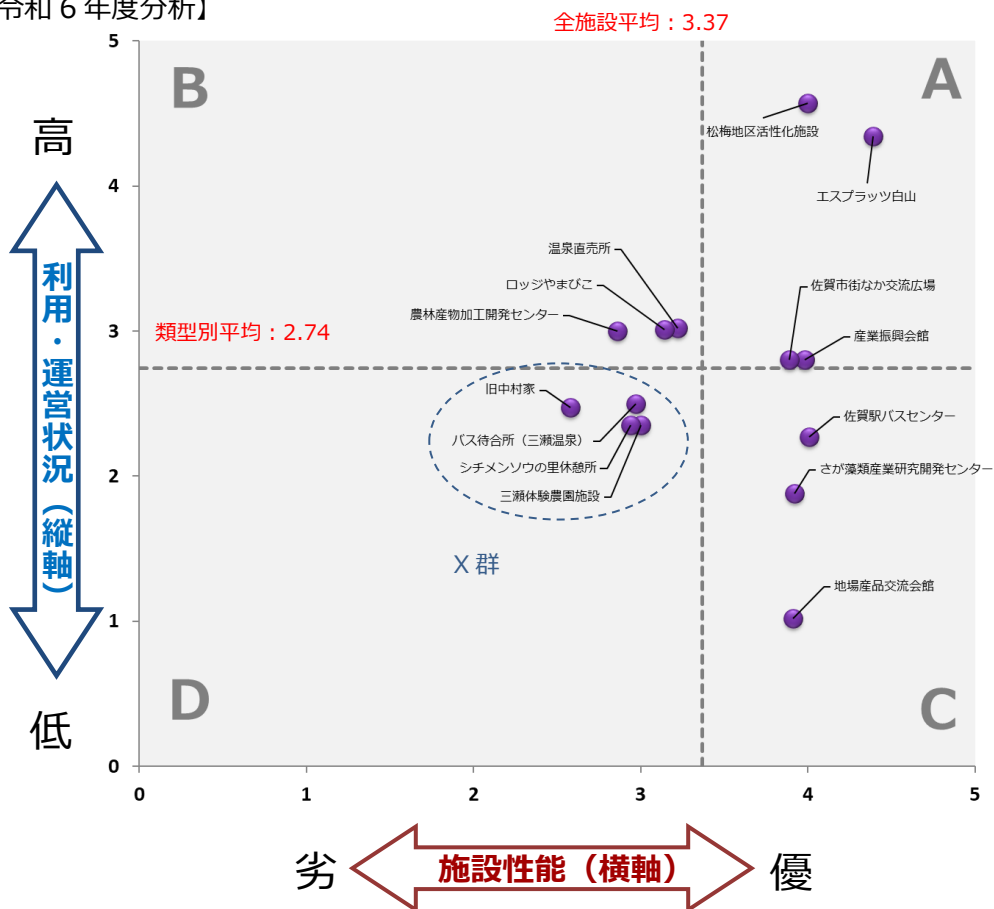 令和6年度分析】
全施設平均：3.37
B
A
C
D
高
低
利用・運営状況（縦軸）
類型別平均：2.74
5
4
3
2
1
0
松梅地区活性化施設
エスプラッツ白山
温泉直売所
ロッジやまびこ
農林産物加工開発センター
佐賀市街なか交流広場
産業振興会館
旧中村家
バス待合所（三瀬温泉）
シチメンソウの里休憩所
三瀬体験農園施設
佐賀駅バスセンター
さが藻類産業研究開発センター
地場産品交流会館
X群
0 1 2 3 4 5
劣 施設性能（横軸） 優